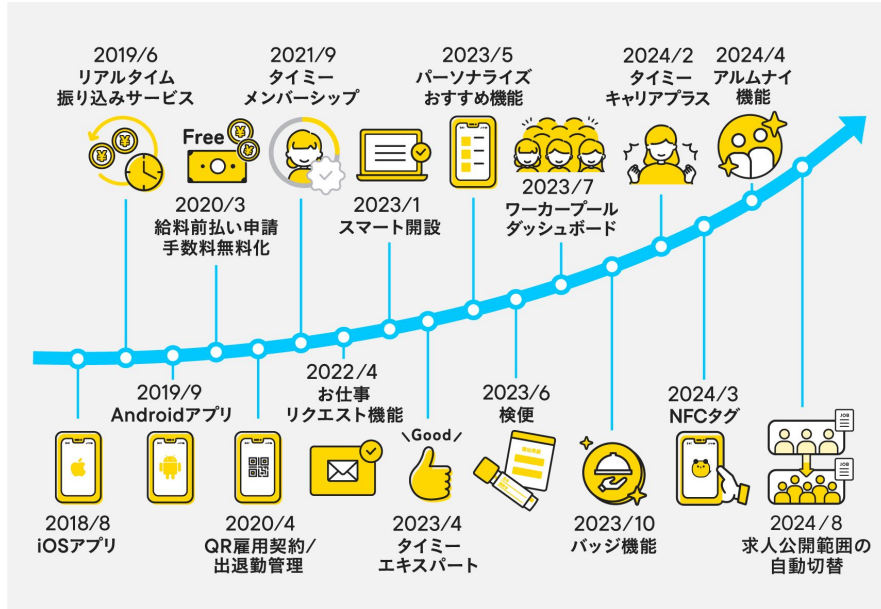 2019/6
リアルタイム
振り込みサービス
2021/9
タイミー
メンバーシップ
2023/5
パーソナライズ
おすすめ機能
2024/2
タイミー
キャリアプラス
2024/4
アルムナイ
機能
Free
2020/3
給料前払い申請
手数料無料化
2023/1
スマート開設
2023/7
ワーカープール
ダッシュボード
2019/9
Androidアプリ
2022/4
お仕事
リクエスト機能
2023/6
検便
2024/3
NFCタグ
\Good/
JOB
JOB
2018/8
iOSアプリ
2020/4
QR雇用契約/
出退勤管理
2023/4
タイミー
エキスパート
2023/10
バッジ機能
2024/8
求人公開範囲の
自動切替